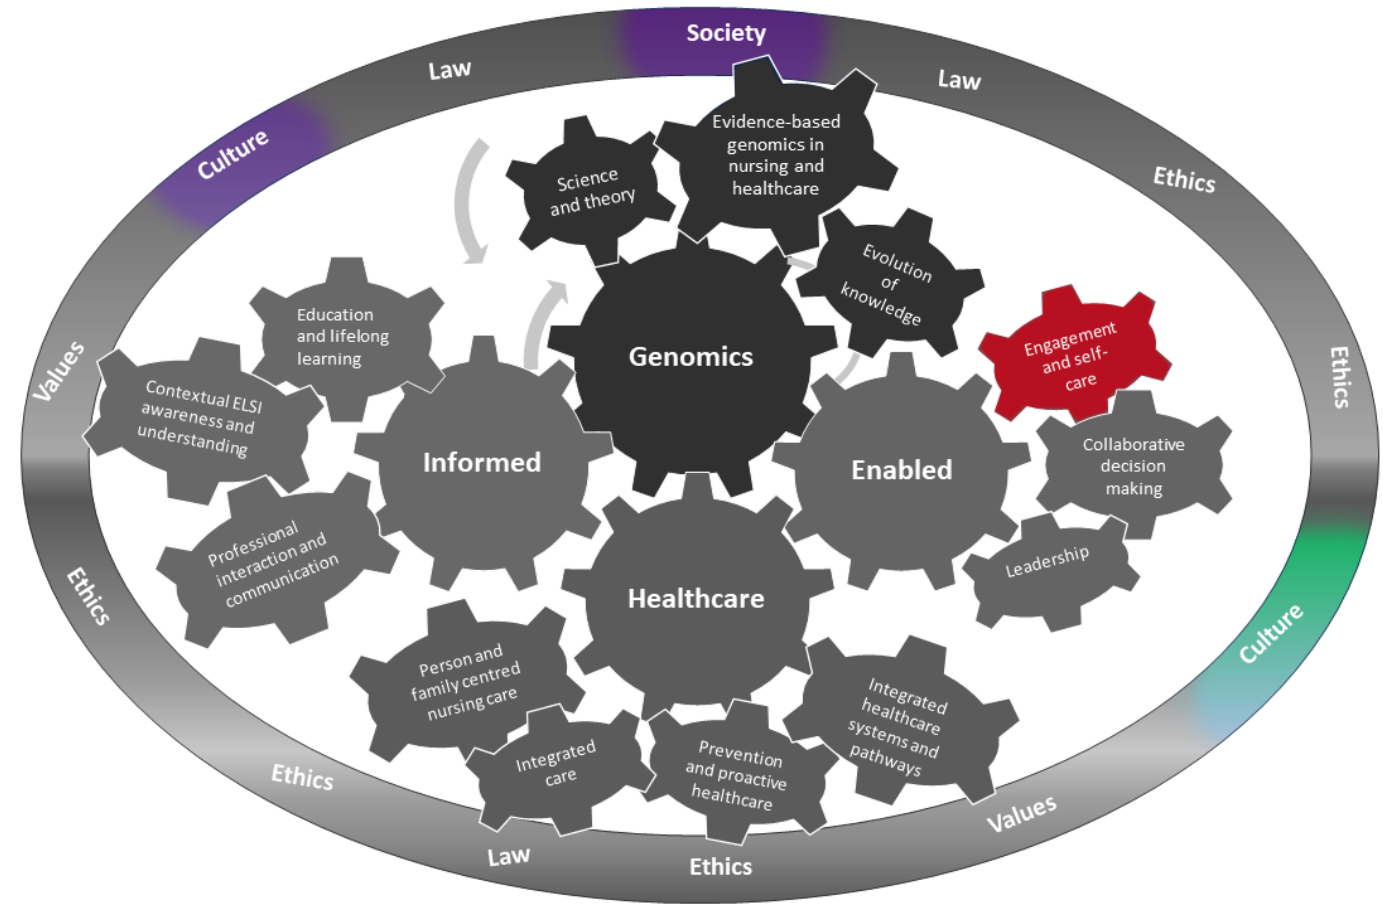 Society
Law
Law
Culture
Ethics
Values
Ethics
Ethics
Culture
Ethics
Values
Law
Ethics
Science
and theory
Evidence-based
genomics in
nursing and
healthcare
Evolution
of
knowledge
Genomics
Education
and lifelong
learning
Contextual ELSI
awareness and
understanding
Professional
interaction and
communication
Informed
Enabled
Engagement
and self-
care
Collaborative
decision
making
Leadership
Healthcare
Person and
family centred
nursing care
Integrated
care
Prevention
and proactive
healthcare
Integrated
healthcare
systems and
pathways